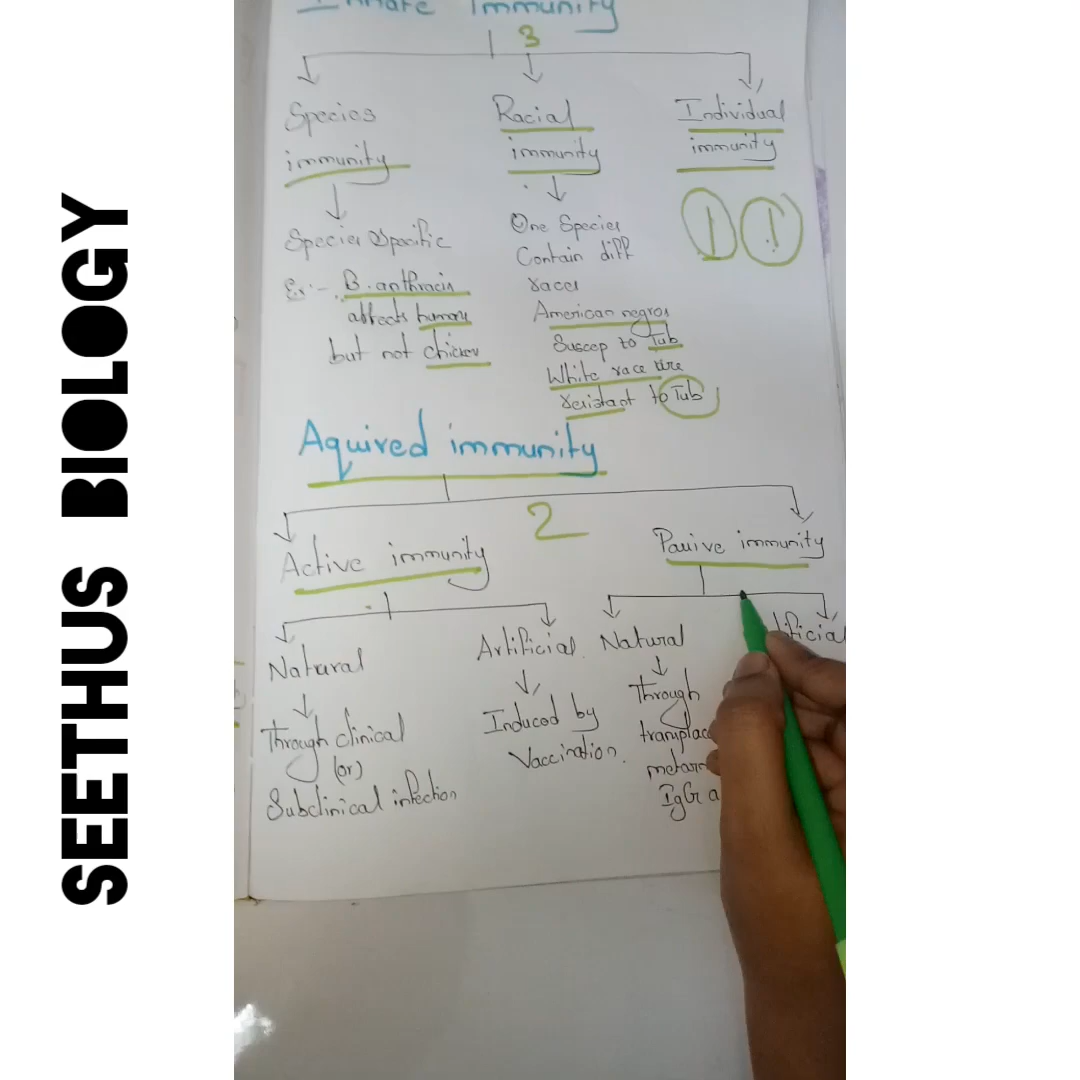 SEETHUS BIOLOGY
Innate Immunity
3
Species
immunity
Racial
immunity
Individual
immunity
Species Specific
Ex:- B.anthracis
affects human
but not chicken
One Species
Contain diff
races
American negros
Suscep to Tub
White race are
resistant to Tub
Aquired immunity
2
Active immunity
Passive immunity
Natural
Through clinical
(or)
Subclinical infection
Artificial
Induced by
Vaccination.
Natural
Through
IgG